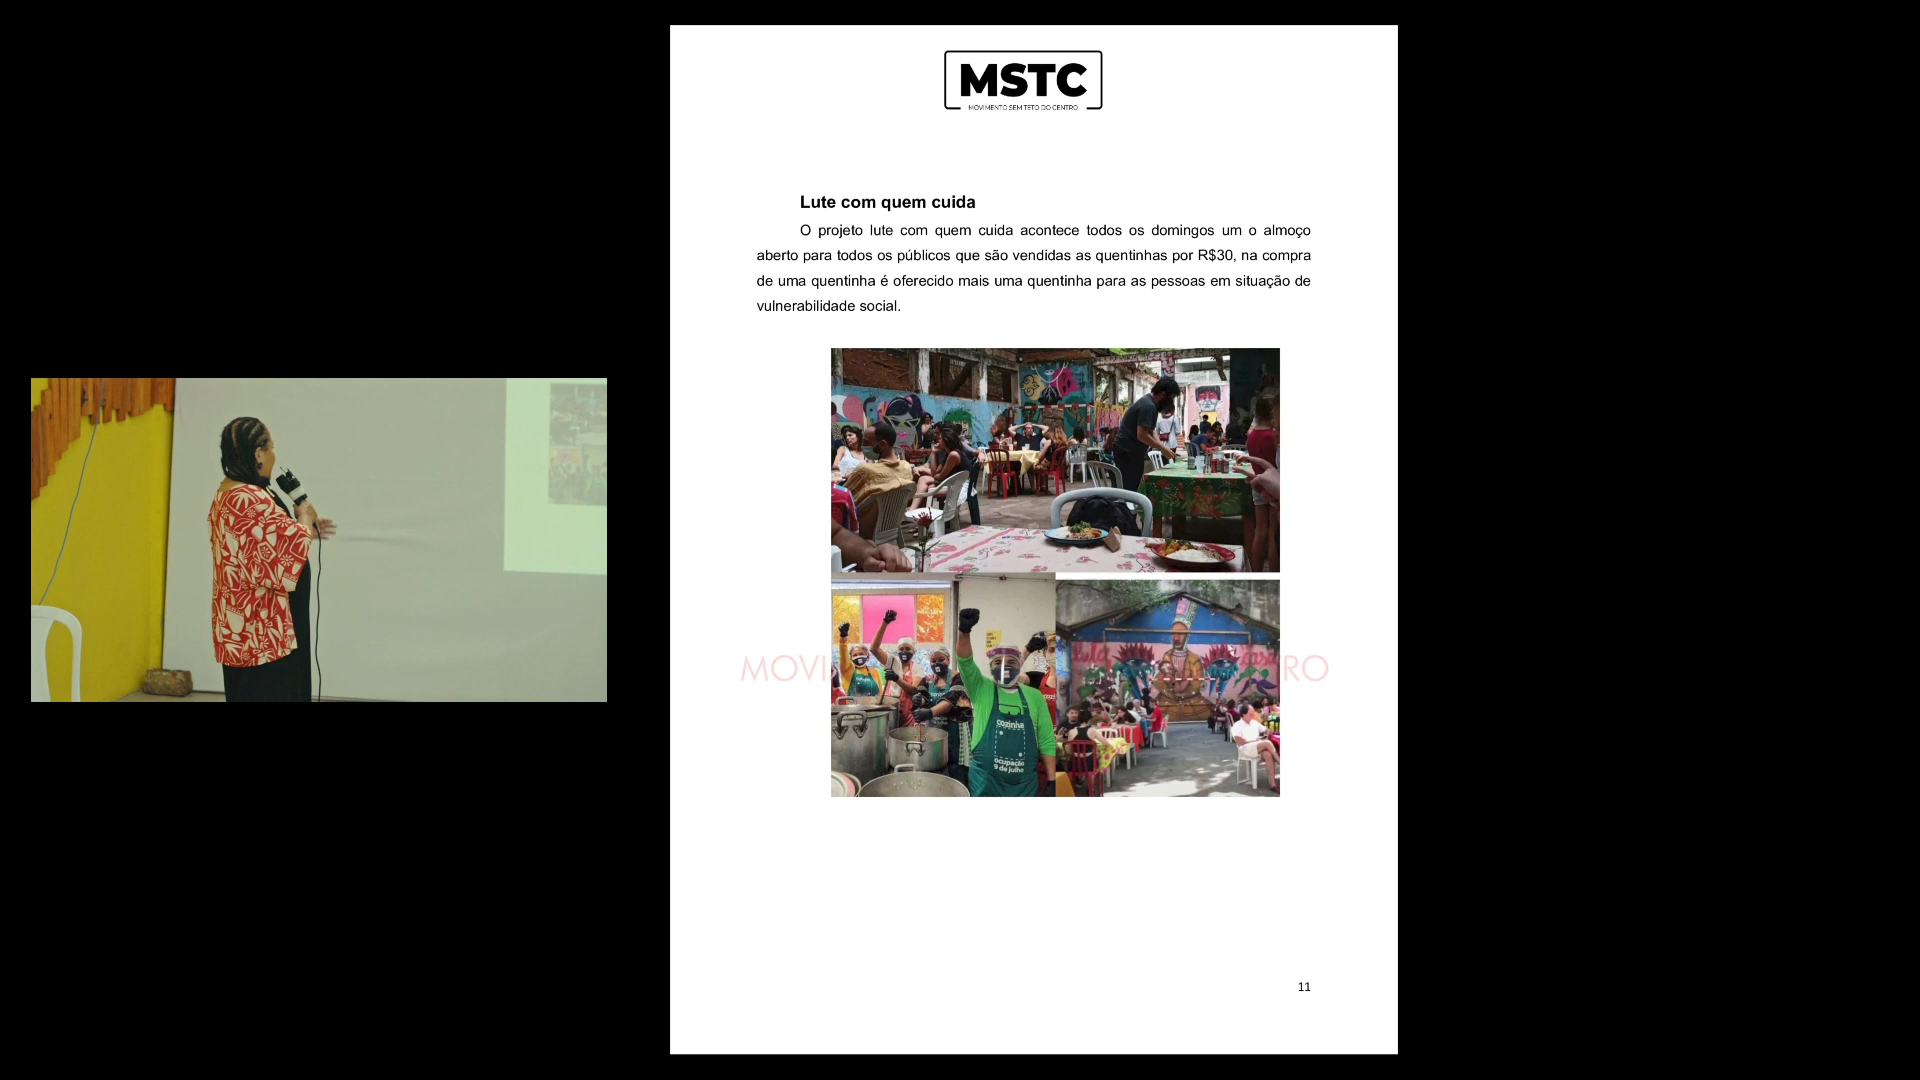 MSTC
MOVIMENTO SEM TETO DO CENTRO
Lute com quem cuida
O projeto lute com quem cuida acontece todos os domingos um o almoço
aberto para todos os públicos que são vendidas as quentinhas por R$30, na compra
de uma quentinha é oferecido mais uma quentinha para as pessoas em situação de
vulnerabilidade social.
MOVI
RO
cozinha
ocupação
9 de julho
11